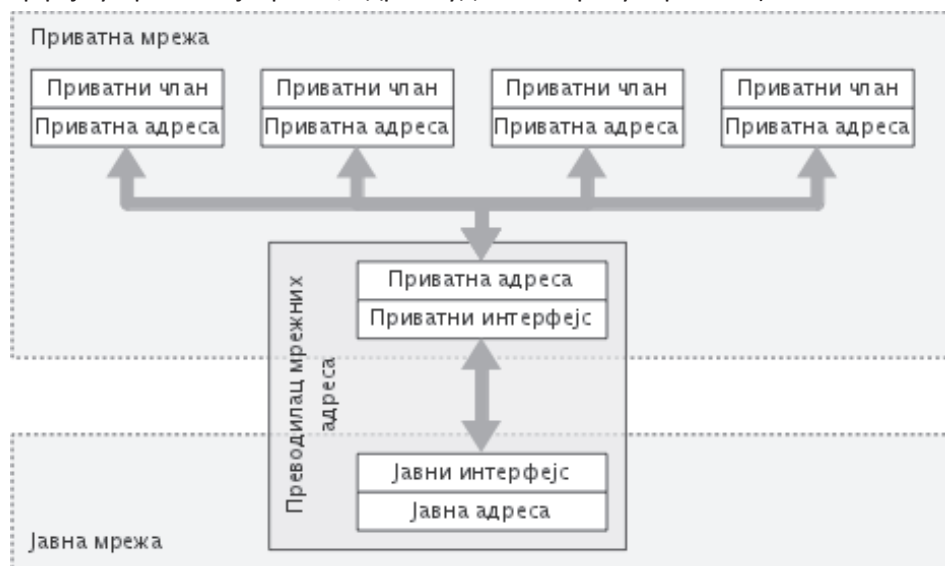 Приватна мрежа
Приватни члан
Приватни члан
Приватни члан
Приватни члан
Приватна адреса
Приватна адреса
Приватна адреса
Приватна адреса
Преводилац мрежних
адреса
Приватна адреса
Приватни интерфејс
Јавни интерфејс
Јавна адреса
Јавна мрежа